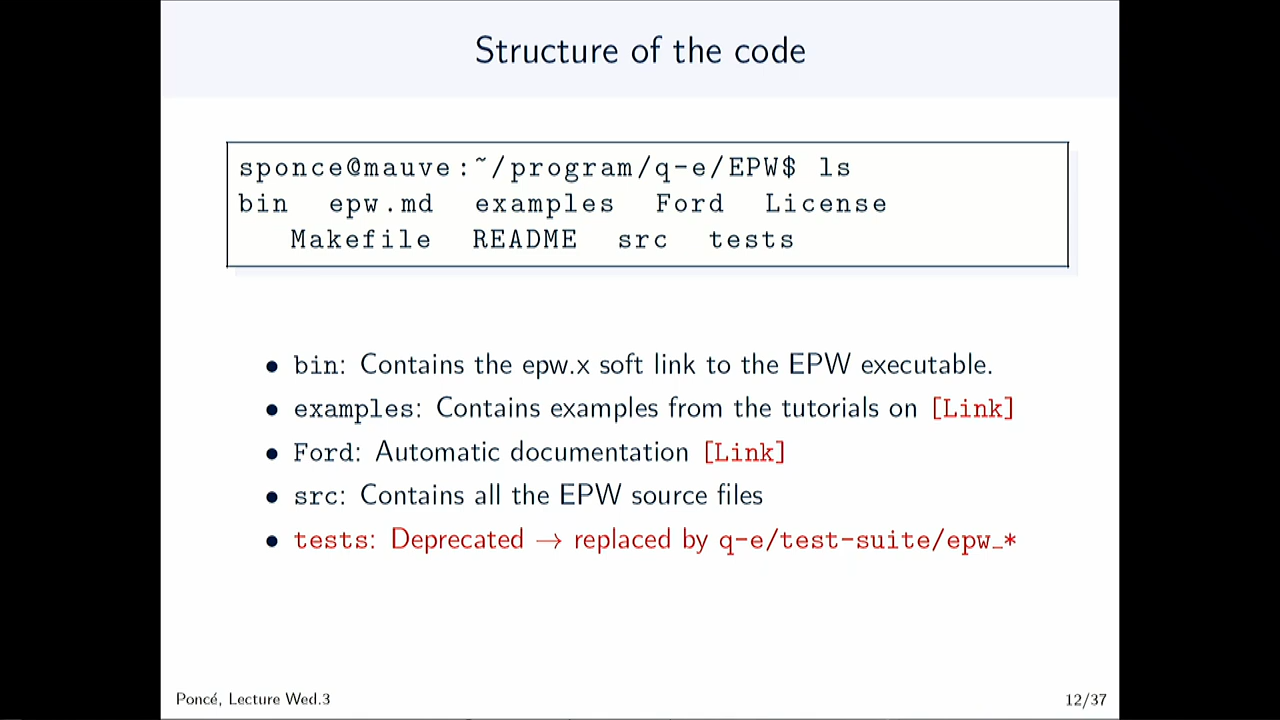 Structure of the code
sponce@mauve:~/program/q-e/EPW$ ls
bin epw.md examples Ford License
Makefile README src tests
• bin: Contains the epw.x soft link to the EPW executable.
• examples: Contains examples from the tutorials on [Link]
• Ford: Automatic documentation [Link]
• src: Contains all the EPW source files
• tests: Deprecated → replaced by q-e/test-suite/epw_*
Poncé, Lecture Wed.3
12/37